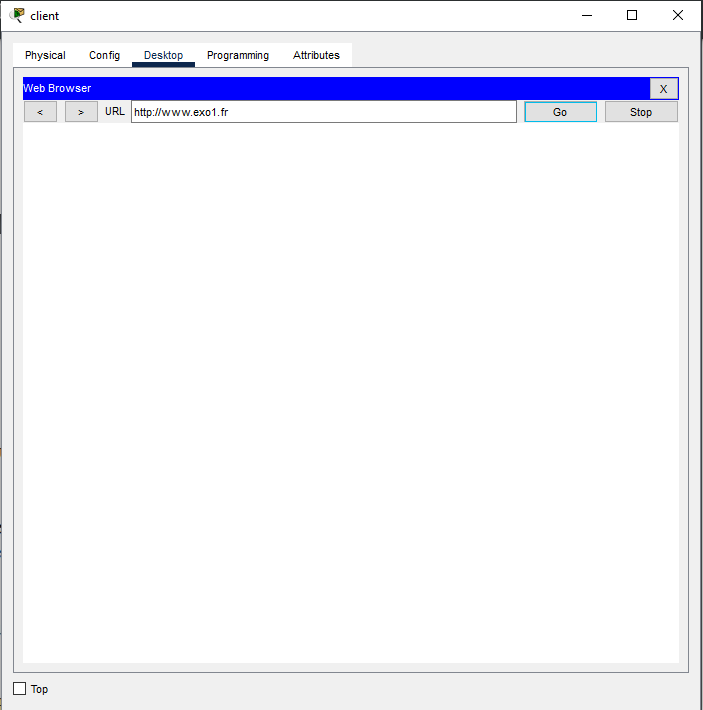 client
Physical Config Desktop Programming Attributes
Web Browser X
< > URL http://www.exo1.fr Go Stop
Top